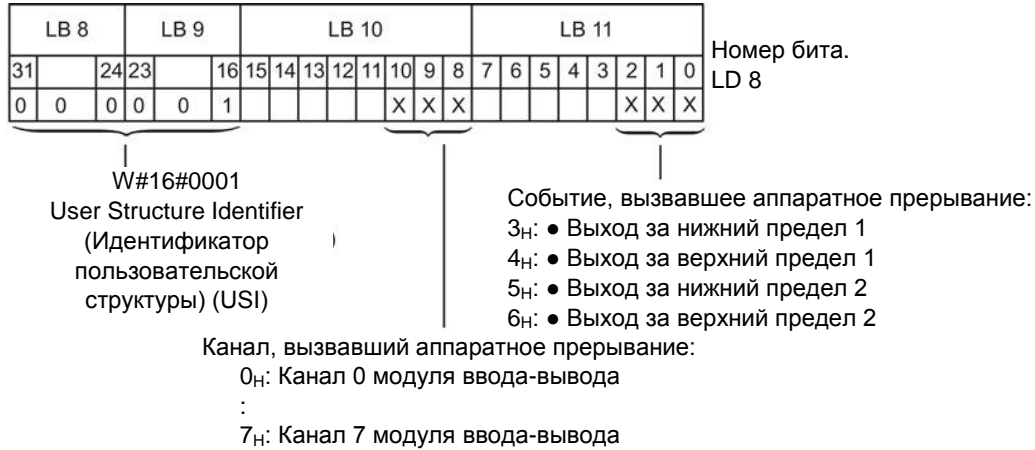 LB 8 LB 9 LB 10 LB 11
Номер бита.
31 24 23 16 15 14 13 12 11 10 9 8 7 6 5 4 3 2 1 0
LD 8
0 0 0 0 0 1 X X X X X X
W#16#0001
User Structure Identifier
(Идентификатор )
пользовательской
структуры) (USI)
Событие, вызвавшее аппаратное прерывание:
3H: ● Выход за нижний предел 1
4H: ● Выход за верхний предел 1
5H: ● Выход за нижний предел 2
6H: ● Выход за верхний предел 2
Канал, вызвавший аппаратное прерывание:
0H: Канал 0 модуля ввода-вывода
:
7H: Канал 7 модуля ввода-вывода